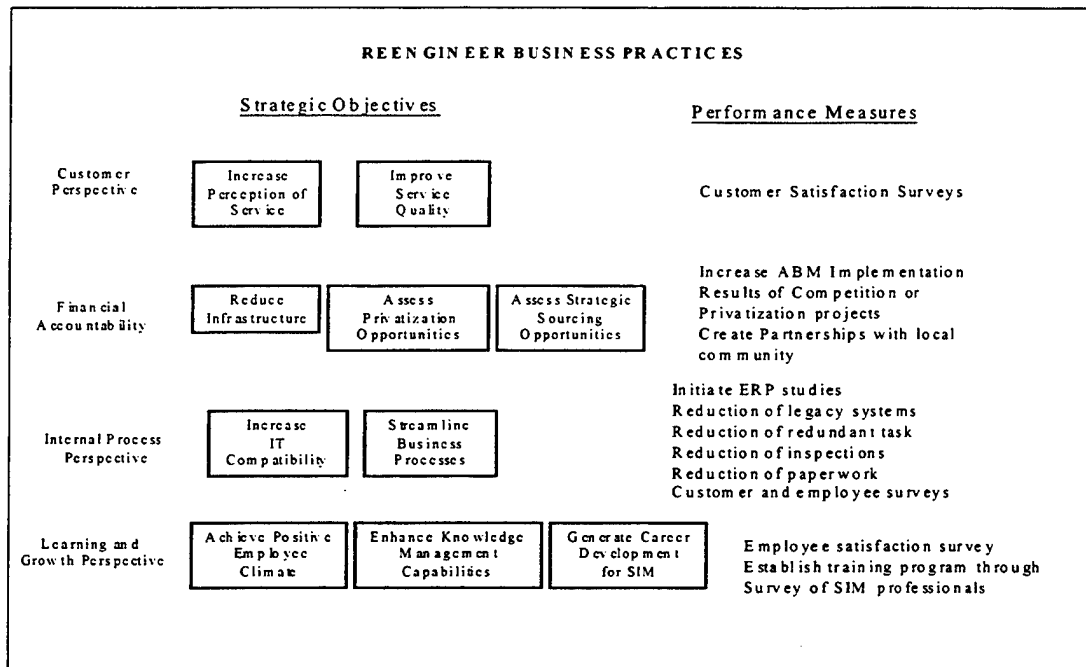 REENGINEER BUSINESS PRACTICES
Strategic Objectives
Performance Measures
Customer
Perspective
Increase
Perception of
Service
Improve
Service
Quality
Customer Satisfaction Surveys
Financial
Accountability
Reduce
Infrastructure
Assess
Privatization
Opportunities
Assess Strategic
Sourcing
Opportunities
Increase ABM Implementation
Results of Competition or
Privatization projects
Create Partnerships with local
community
Internal Process
Perspective
Increase
IT
Compatibility
Streamline
Business
Processes
Initiate ERP studies
Reduction of legacy systems
Reduction of redundant task
Reduction of inspections
Reduction of paperwork
Customer and employee surveys
Learning and
Growth Perspective
Achieve Positive
Employee
Climate
Enhance Knowledge
Management
Capabilities
Generate Career
Development
for SIM
Employee satisfaction survey
Establish training program through
Survey of SIM professionals